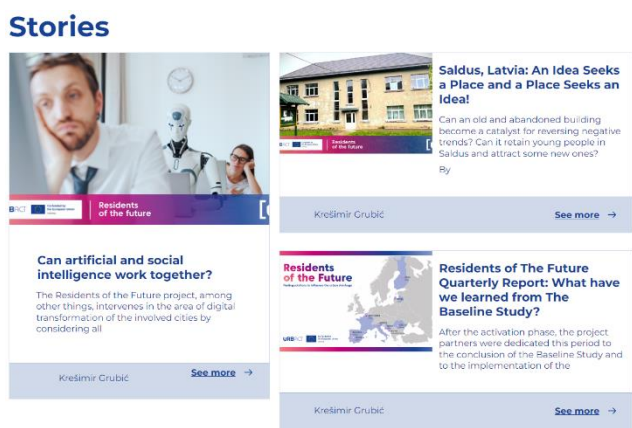 Stories
Residents
of the future
Can artificial and social
intelligence work together?
The Residents of the Future project, among
other things, intervenes in the area of digital
transformation of the involved cities by
considering all
Krešimir Grubić
See more →
Residents
of the future
Saldus, Latvia: An Idea Seeks
a Place and a Place Seeks an
Idea!
Can an old and abandoned building
become a catalyst for reversing negative
trends? Can it retain young people in
Saldus and attract some new ones?
By
Krešimir Grubić
See more →
Residents
of the Future
URBACT
Residents of The Future
Quarterly Report: What have
we learned from The
Baseline Study?
After the activation phase, the project
partners were dedicated this period to
the conclusion of the Baseline Study and
to the implementation of the
Krešimir Grubić
See more →